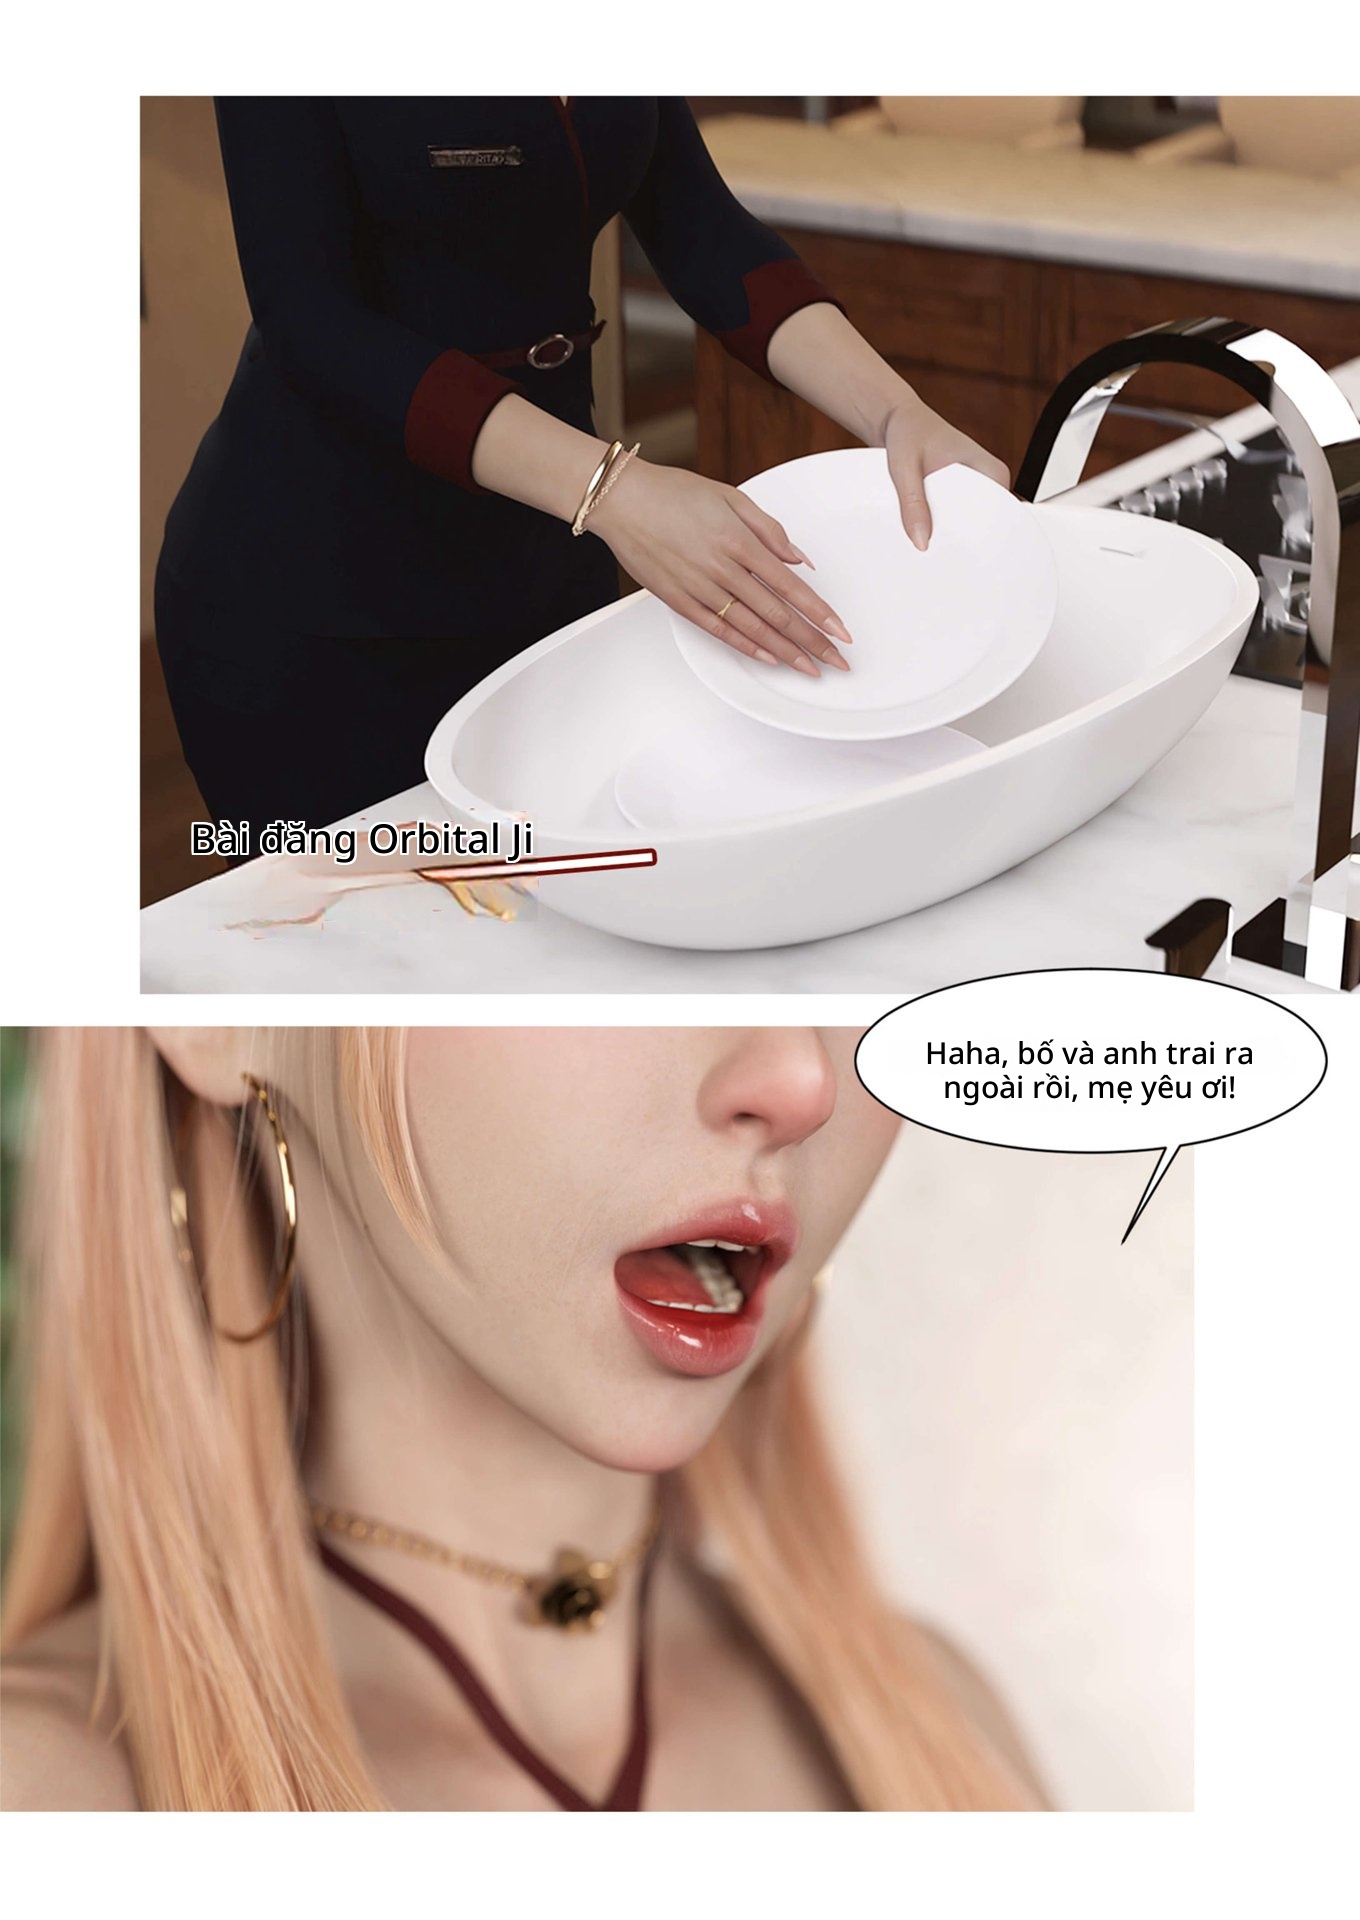 Bài đăng Orbital Ji
Haha, bố và anh trai ra
ngoài rồi, mẹ yêu ơi!